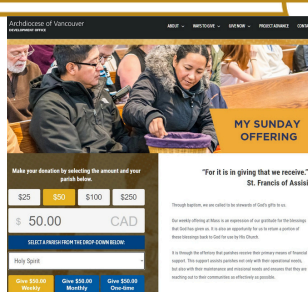 Archdiocese of Vancouver
DEVELOPMENT OFFICE
ABOUT
WAYS TO GIVE
GIVE NOW
PROJECT ADVANCE
CONTA
MY SUNDAY
OFFERING
Make your donation by selecting the amount and your
parish below.
$25
$50
$100
$250
$ 50.00 CAD
SELECT A PARISH FROM THE DROP-DOWN BELOW:
Holy Spirit
Give $50.00
Weekly
Give $50.00
Monthly
Give $50.00
One-time
"For it is in giving that we receive."
St. Francis of Assisi
Through baptism, we are called to be stewards of God's gifts to us.
Our weekly offering at Mass is an expression of our gratitude for the blessings
that God has given us. It is also an opportunity for us to return a portion of
these blessings back to God for use by His Church.
It is through the offertory that parishes receive their primary means of financial
support. This support assists parishes not only with their operational needs,
but also with their maintenance and missional needs and ensures that they are
reaching out to their communities as effectively as possible.